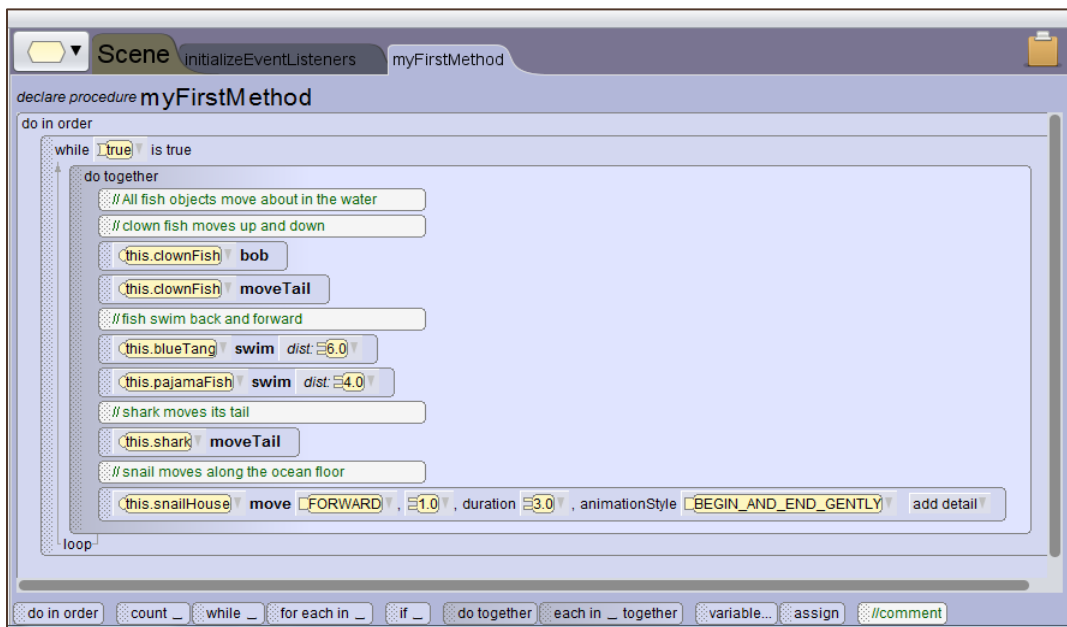 Scene initializeEventListeners myFirstMethod
declare procedure myFirstMethod
do in order
while true is true
do together
//All fish objects move about in the water
// clown fish moves up and down
this.clownFish bob
this.clownFish moveTail
//fish swim back and forward
this.blueTang swim dist: 6.0
this.pajamaFish swim dist: 4.0
// shark moves its tail
this.shark moveTail
// snail moves along the ocean floor
this.snailHouse move FORWARD , 1.0 , duration 3.0 , animationStyle BEGIN_AND_END_GENTLY add detail
loop
do in order count _ while _ for each in _ if _ do together each in _ together variable... assign //comment